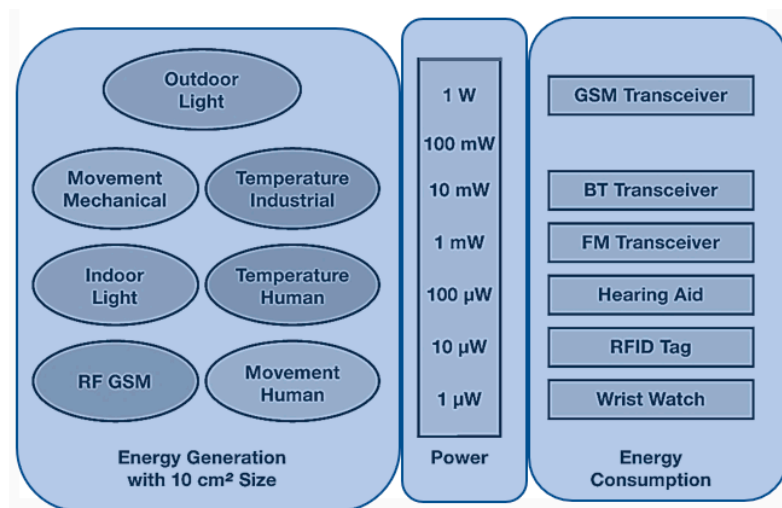 Outdoor
Light
Movement
Mechanical
Temperature
Industrial
Indoor
Light
Temperature
Human
RF GSM
Movement
Human
Energy Generation
with 10 cm² Size
1 W
100 mW
10 mW
1 mW
100 µW
10 µW
1 µW
Power
GSM Transceiver
BT Transceiver
FM Transceiver
Hearing Aid
RFID Tag
Wrist Watch
Energy
Consumption